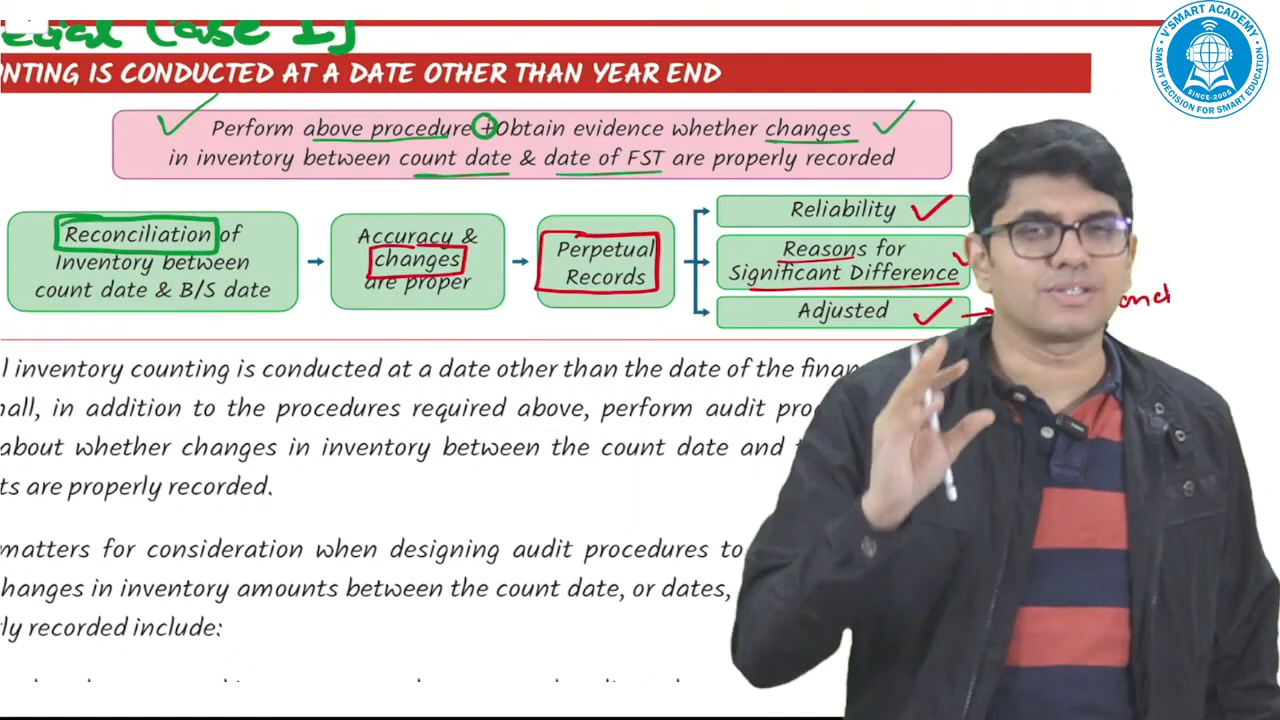 Case 1]
NTING IS CONDUCTED AT A DATE OTHER THAN YEAR END
Perform above procedure + Obtain evidence whether changes
in inventory between count date & date of FST are properly recorded
Reconciliation of
Inventory between
count date & B/S date
Accuracy &
changes
are proper
Perpetual
Records
Reliability
Reasons for
Significant Difference
Adjusted
l inventory counting is conducted at a date other than the date of the finan
all, in addition to the procedures required above, perform audit pro
about whether changes in inventory between the count date and
ts are properly recorded.
matters for consideration when designing audit procedures to
hanges in inventory amounts between the count date, or dates,
ly recorded include:
V'SMART ACADEMY
SINCE-2005
SMART DECISION FOR SMART EDUCATION